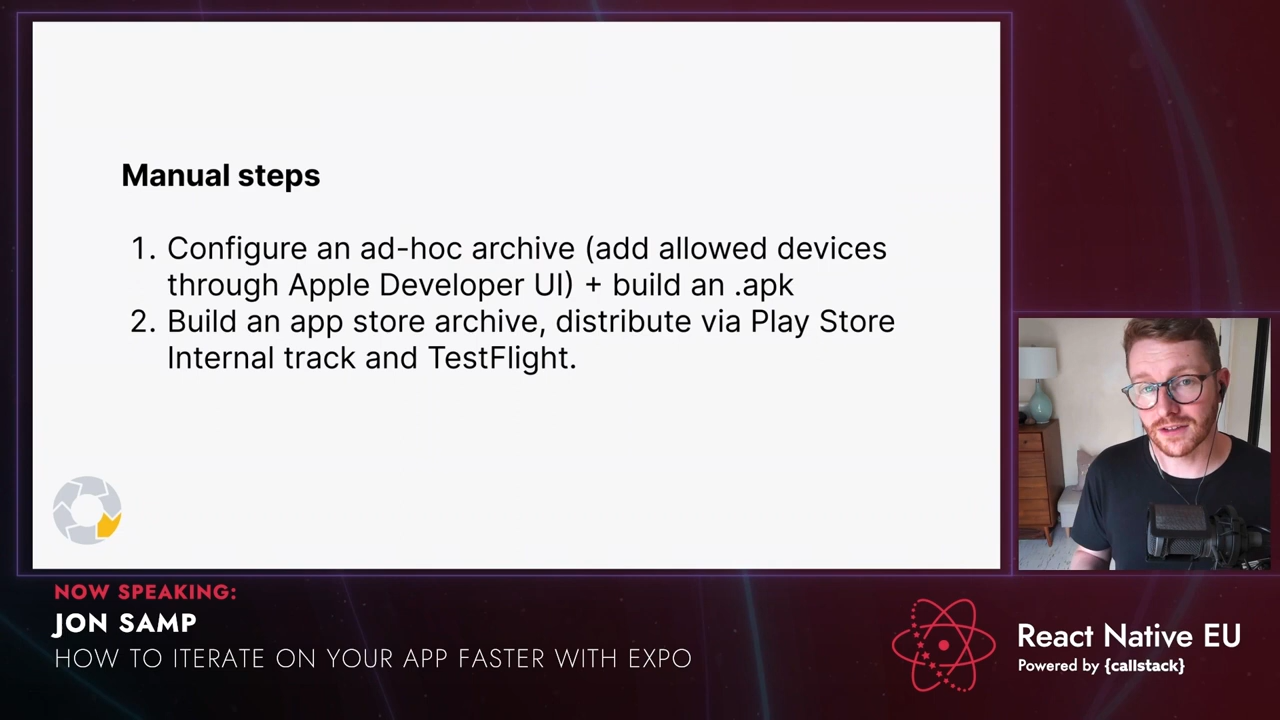 Manual steps
1. Configure an ad-hoc archive (add allowed devices
through Apple Developer UI) + build an .apk
2. Build an app store archive, distribute via Play Store
Internal track and TestFlight.
NOW SPEAKING:
JON SAMP
HOW TO ITERATE ON YOUR APP FASTER WITH EXPO
React Native EU
Powered by {callstack}